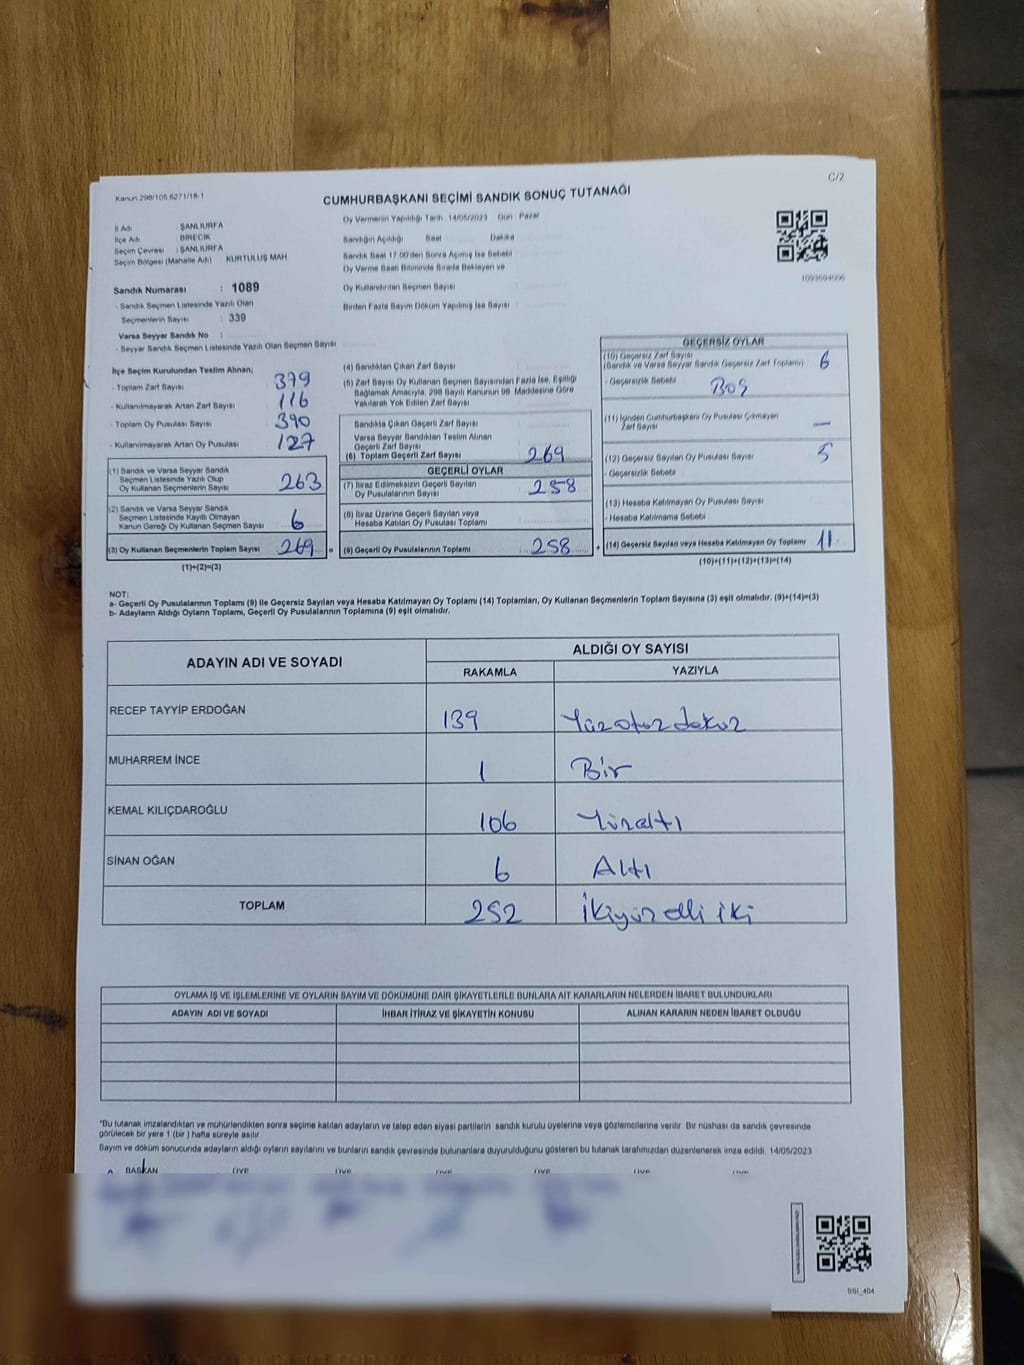 C/2
Kanun 298/105.6271/18-1
CUMHURBAŞKANI SEÇİMİ SANDIK SONUÇ TUTANAĞI
İl Adı : ŞANLIURFA
İlçe Adı : BİRECİK
Seçim Çevresi : ŞANLIURFA
Seçim Bölgesi (Mahalle Adı) : KURTULUŞ MAH
Sandık Numarası : 1089
- Sandık Seçmen Listesinde Yazılı Olan
Seçmenlerin Sayısı : 339
Varsa Seyyar Sandık No :
- Seyyar Sandık Seçmen Listesinde Yazılı Olan Seçmen Sayısı
Oy Vermenin Yapıldığı Tarih : 14/05/2023 Gün : Pazar
Sandığın Açıldığı Saat Dakika
Sandık Saat 17.00'den Sonra Açılmış İse Sebebi
Oy Verme Saati Bitiminde Sırada Bekleyen ve
Oy Kullandırılan Seçmen Sayısı
Birden Fazla Sayım Döküm Yapılmış İse Sayısı
İlçe Seçim Kurulundan Teslim Alınan;
- Toplam Zarf Sayısı 379
- Kullanılmayarak Artan Zarf Sayısı 116
- Toplam Oy Pusulası Sayısı 390
- Kullanılmayarak Artan Oy Pusulası 127
(1) Sandık ve Varsa Seyyar Sandık
Seçmen Listesinde Yazılı Olup
Oy Kullanan Seçmenlerin Sayısı 263
(2) Sandık ve Varsa Seyyar Sandık
Seçmen Listesinde Kayıtlı Olmayan
Kanun Gereği Oy Kullanan Seçmen Sayısı 6
(3) Oy Kullanan Seçmenlerin Toplam Sayısı 269 =
(1)+(2)=(3)
(4) Sandıktan Çıkan Zarf Sayısı
(5) Zarf Sayısı Oy Kullanan Seçmen Sayısından Fazla İse, Eşitliği
Sağlamak Amacıyla, 298 Sayılı Kanunun 98. Maddesine Göre
Yakılarak Yok Edilen Zarf Sayısı
Sandıkta Çıkan Geçerli Zarf Sayısı
Varsa Seyyar Sandıktan Teslim Alınan
Geçerli Zarf Sayısı
(6) Toplam Geçerli Zarf Sayısı 269
GEÇERLİ OYLAR
(7) İtiraz Edilmeksizin Geçerli Sayılan
Oy Pusulalarının Sayısı 258
(8) İtiraz Üzerine Geçerli Sayılan veya
Hesaba Katılan Oy Pusulası Toplamı
(9) Geçerli Oy Pusulalarının Toplamı 258 +
GEÇERSİZ OYLAR
(10) Geçersiz Zarf Sayısı
(Sandık ve Varsa Seyyar Sandık Geçersiz Zarf Toplamı) 6
- Geçersizlik Sebebi BOŞ
(11) İçinden Cumhurbaşkanı Oy Pusulası Çıkmayan
Zarf Sayısı —
(12) Geçersiz Sayılan Oy Pusulası Sayısı 5
- Geçersizlik Sebebi
(13) Hesaba Katılmayan Oy Pusulası Sayısı
- Hesaba Katılmama Sebebi
(14) Geçersiz Sayılan veya Hesaba Katılmayan Oy Toplamı 11
(10)+(11)+(12)+(13)=(14)
NOT:
a- Geçerli Oy Pusulalarının Toplamı (9) ile Geçersiz Sayılan veya Hesaba Katılmayan Oy Toplamı (14) Toplamları, Oy Kullanan Seçmenlerin Toplam Sayısına (3) eşit olmalıdır. (9)+(14)=(3)
b- Adayların Aldığı Oyların Toplamı, Geçerli Oy Pusulalarının Toplamına (9) eşit olmalıdır.
ADAYIN ADI VE SOYADI ALDIĞI OY SAYISI
RAKAMLA YAZIYLA
RECEP TAYYİP ERDOĞAN 139 Yüzotuzdokuz
MUHARREM İNCE 1 Bir
KEMAL KILIÇDAROĞLU 106 Yüzaltı
SİNAN OĞAN 6 Altı
TOPLAM 252 İkiyüzelli iki
OYLAMA İŞ VE İŞLEMLERİNE VE OYLARIN SAYIM VE DÖKÜMÜNE DAİR ŞİKAYETLERLE BUNLARA AİT KARARLARIN NELERDEN İBARET BULUNDUKLARI
ADAYIN ADI VE SOYADI İHBAR İTİRAZ VE ŞİKAYETİN KONUSU ALINAN KARARIN NEDEN İBARET OLDUĞU
*Bu tutanak imzalandıktan ve mühürlendikten sonra seçime katılan adayların ve talep eden siyasi partilerin sandık kurulu üyelerine veya gözlemcilerine verilir. Bir nüshası da sandık çevresinde
görülecek bir yere 1 (bir) hafta süreyle asılır.
Sayım ve döküm sonucunda adayların aldığı oyların sayılarını ve bunların sandık çevresinde bulunanlara duyurulduğunu gösteren bu tutanak tarafımızdan düzenlenerek imza edildi. 14/05/2023
BAŞKAN ÜYE ÜYE ÜYE ÜYE ÜYE ÜYE